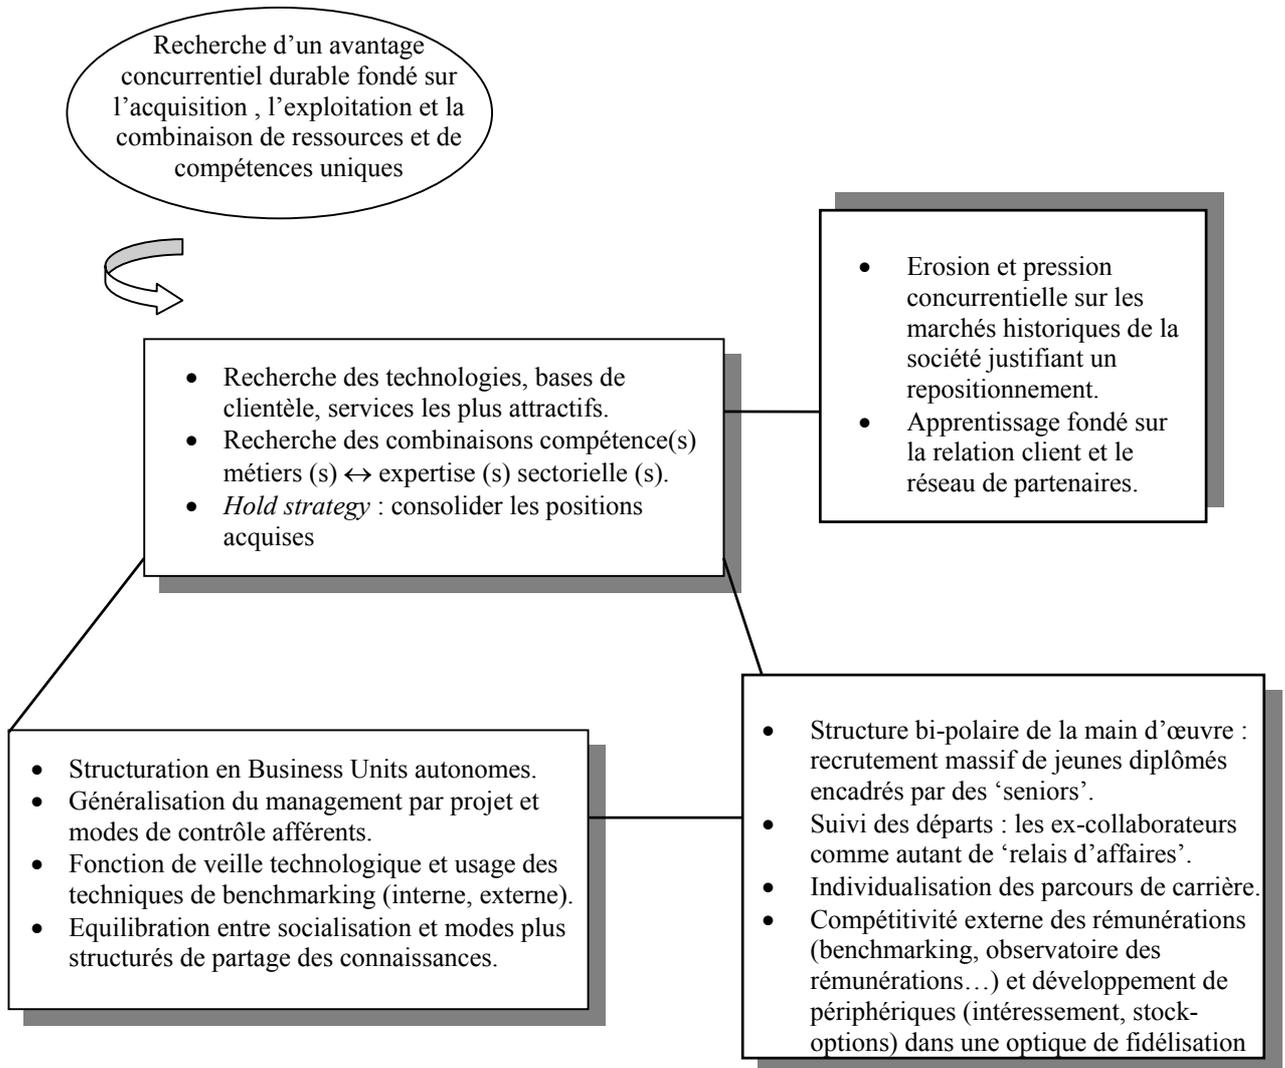 Recherche d’un avantage
concurrentiel durable fondé sur
l’acquisition , l’exploitation et la
combinaison de ressources et de
compétences uniques
• Recherche des technologies, bases de
clientèle, services les plus attractifs.
• Recherche des combinaisons compétence(s)
métiers (s) ↔ expertise (s) sectorielle (s).
• Hold strategy : consolider les positions
acquises
• Erosion et pression
concurrentielle sur les
marchés historiques de la
société justifiant un
repositionnement.
• Apprentissage fondé sur
la relation client et le
réseau de partenaires.
• Structuration en Business Units autonomes.
• Généralisation du management par projet et
modes de contrôle afférents.
• Fonction de veille technologique et usage des
techniques de benchmarking (interne, externe).
• Equilibration entre socialisation et modes plus
structurés de partage des connaissances.
• Structure bi-polaire de la main d’œuvre :
recrutement massif de jeunes diplômés
encadrés par des ‘seniors’.
• Suivi des départs : les ex-collaborateurs
comme autant de ‘relais d’affaires’.
• Individualisation des parcours de carrière.
• Compétitivité externe des rémunérations
(benchmarking, observatoire des
rémunérations…) et développement de
périphériques (intéressement, stock-
options) dans une optique de fidélisation